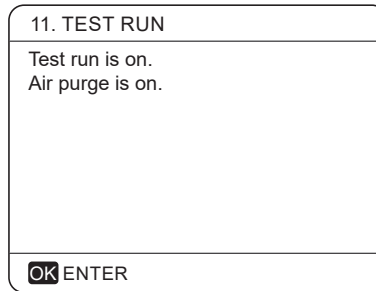 11. TEST RUN
Test run is on.
Air purge is on.
OK ENTER